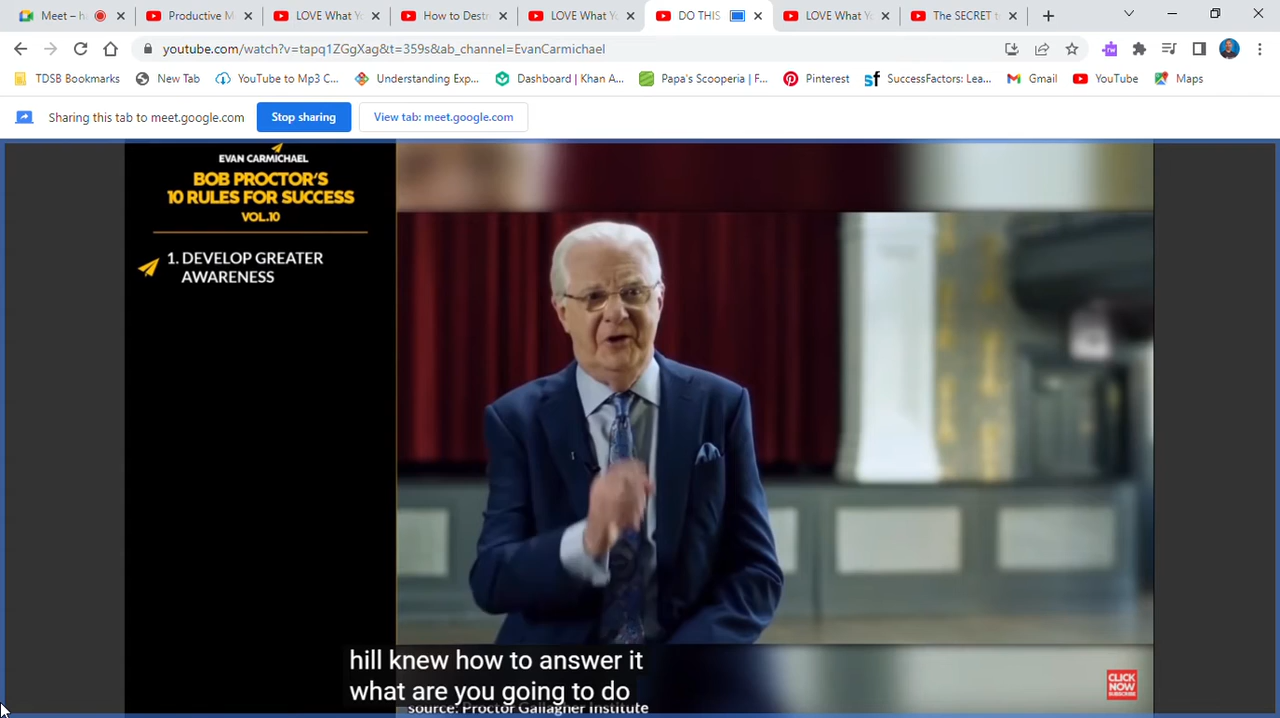 Meet – h
Productive M
LOVE What Y
How to Dest
LOVE What Y
DO THIS
LOVE What Y
The SECRET
youtube.com/watch?v=tapq1ZGgXag&t=359s&ab_channel=EvanCarmichael
TDSB Bookmarks
New Tab
YouTube to Mp3 C...
Understanding Exp...
Dashboard | Khan A...
Papa's Scooperia | F...
Pinterest
SuccessFactors: Lea...
Gmail
YouTube
Maps
Sharing this tab to meet.google.com
Stop sharing
View tab: meet.google.com
EVAN CARMICHAEL
BOB PROCTOR'S
10 RULES FOR SUCCESS
VOL.10
1. DEVELOP GREATER
AWARENESS
hill knew how to answer it
what are you going to do
source: Proctor Gallagher Institute
CLICK
NOW
SUBSCRIBE